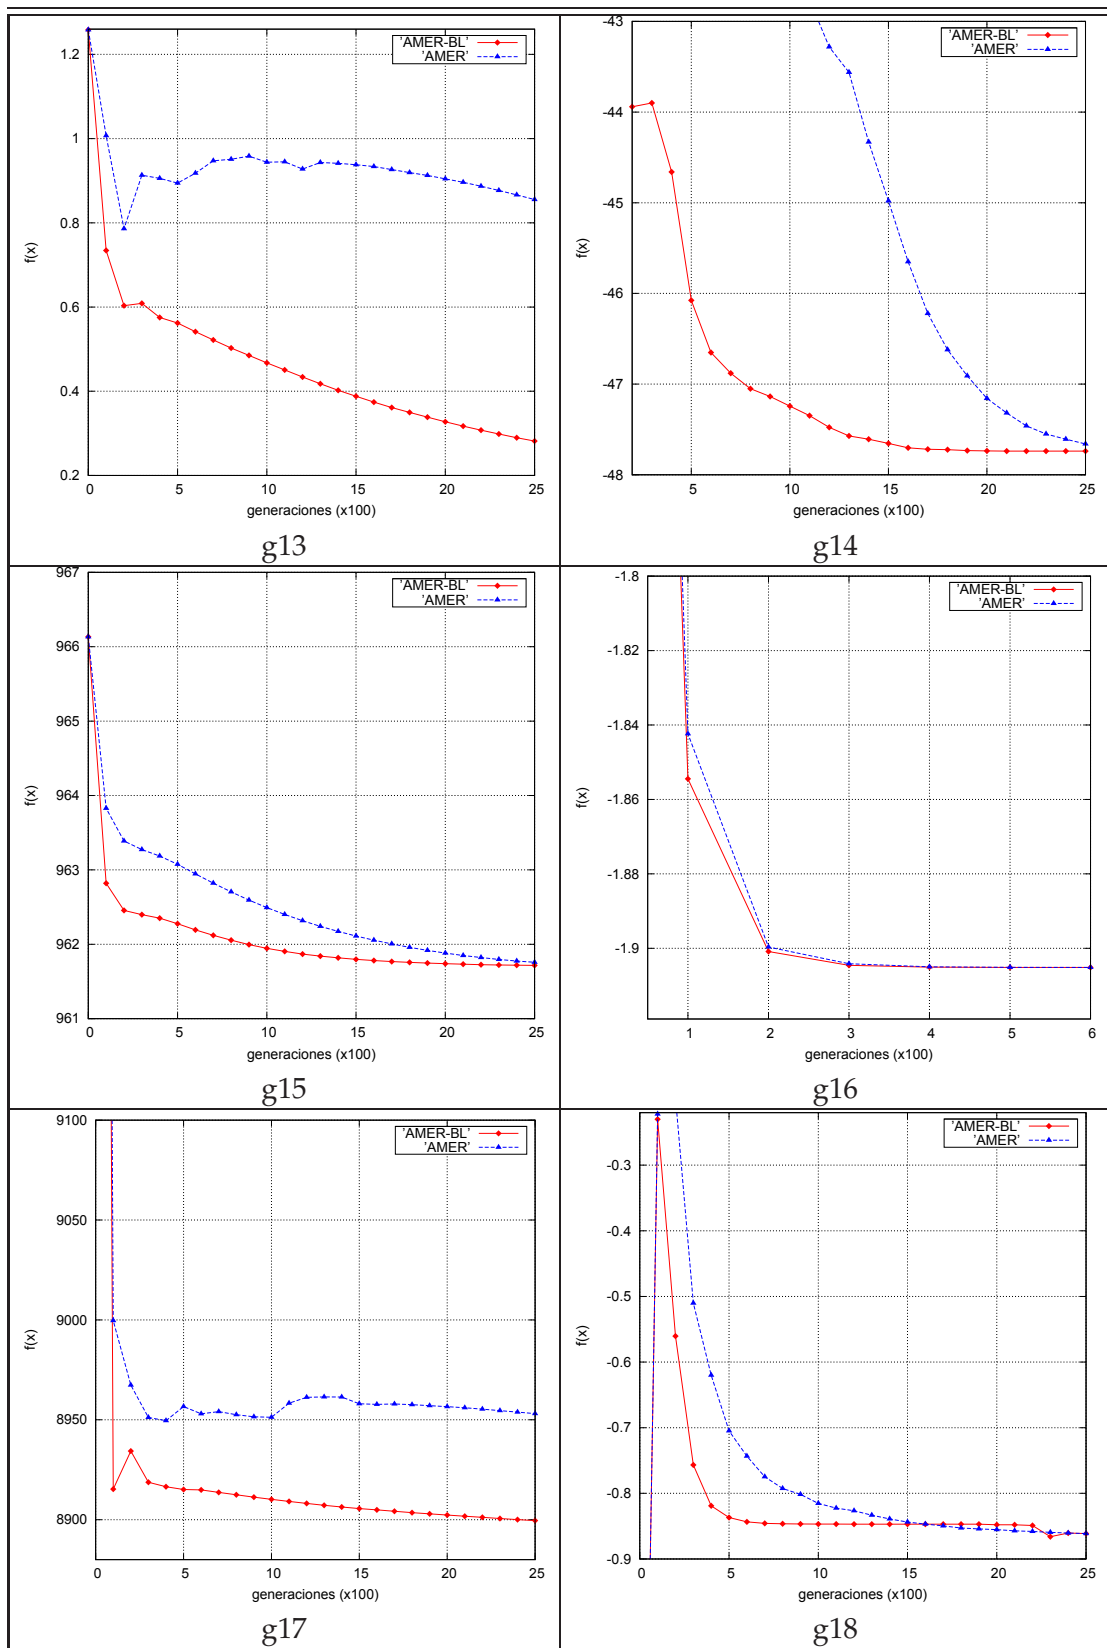 'AMER-BL'
'AMER'
1.2
1
0.8
0.6
0.4
0.2
f(x)
0 5 10 15 20 25
generaciones (x100)
g13
'AMER-BL'
'AMER'
-43
-44
-45
-46
-47
-48
f(x)
5 10 15 20 25
generaciones (x100)
g14
'AMER-BL'
'AMER'
967
966
965
964
963
962
961
f(x)
0 5 10 15 20 25
generaciones (x100)
g15
'AMER-BL'
'AMER'
-1.8
-1.82
-1.84
-1.86
-1.88
-1.9
f(x)
1 2 3 4 5 6
generaciones (x100)
g16
'AMER-BL'
'AMER'
9100
9050
9000
8950
8900
f(x)
0 5 10 15 20 25
generaciones (x100)
g17
'AMER-BL'
'AMER'
-0.3
-0.4
-0.5
-0.6
-0.7
-0.8
-0.9
f(x)
0 5 10 15 20 25
generaciones (x100)
g18